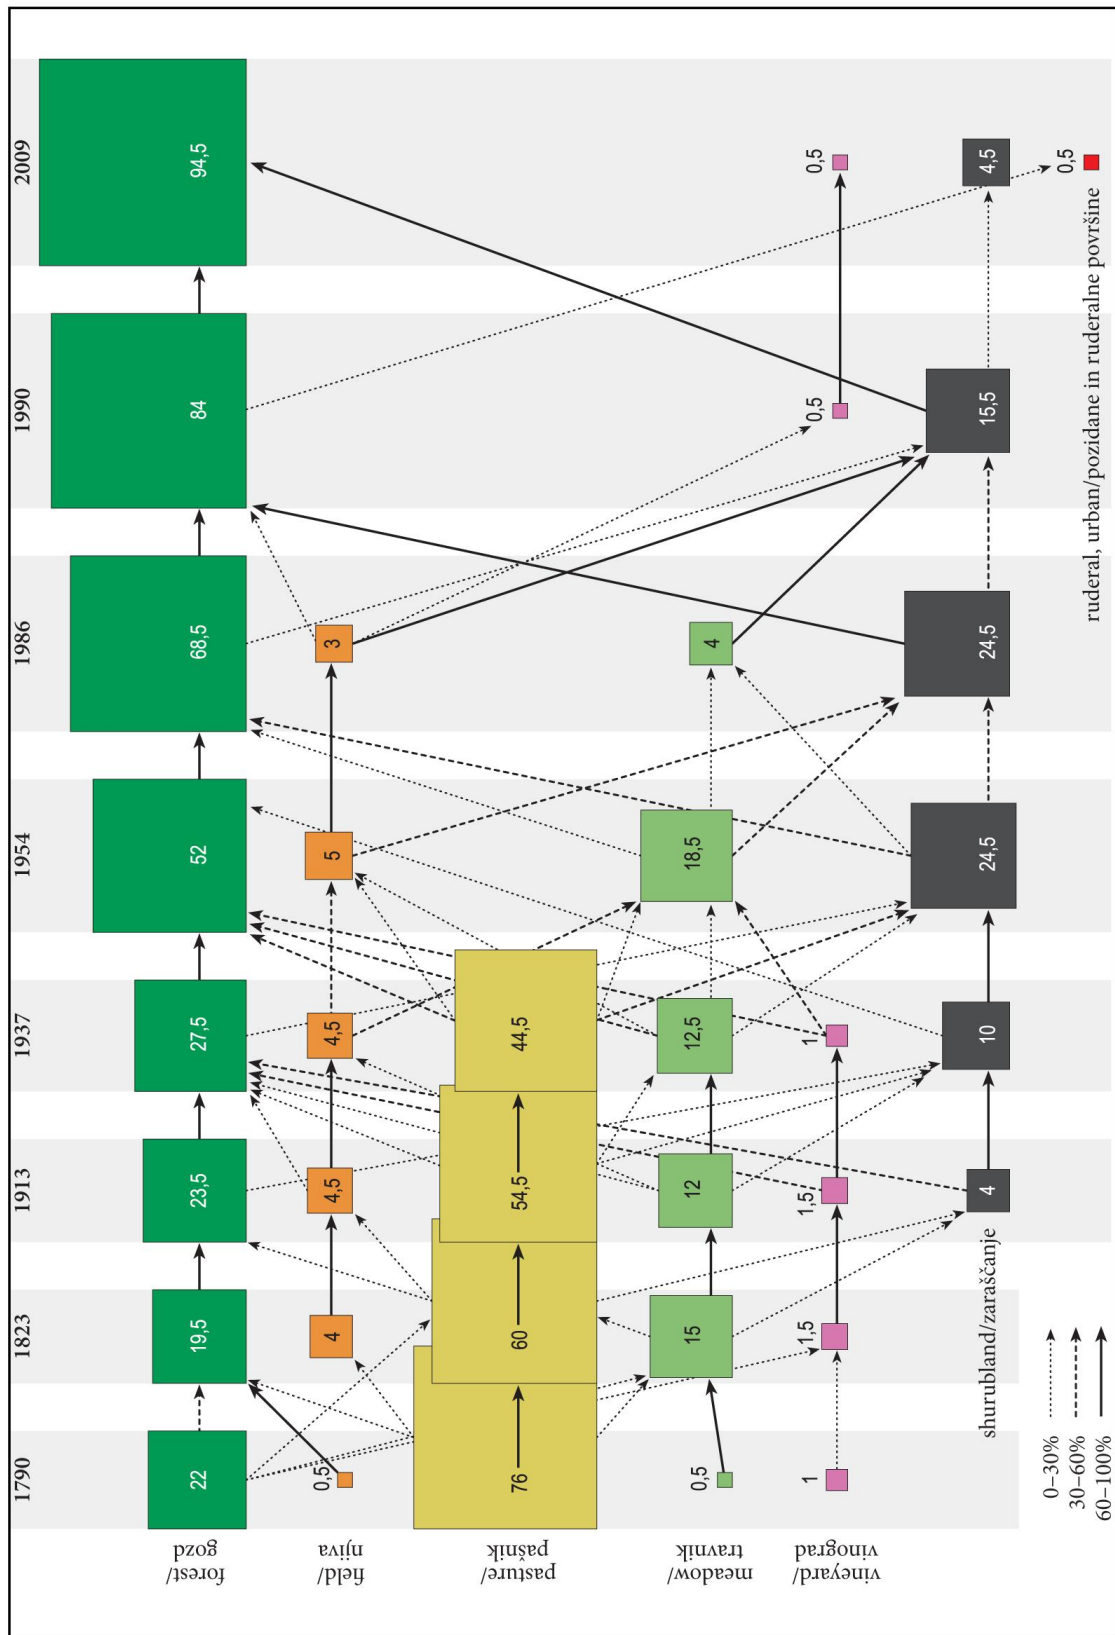 1790 1823 1913 1937 1954 1986 1990 2009
forest/
gozd
22 19,5 23,5 27,5 52 68,5 84 94,5
field/
njiva
0,5 4 4,5 4,5 5 3
pasture/
pašnik
76 60 54,5 44,5
meadow/
travnik
0,5 15 12 12,5 18,5 4
vineyard/
vinograd
1 1,5 1,5 1 0,5 0,5
shurubland/zaraščanje
4 10 24,5 24,5 15,5 4,5
ruderal, urban/pozidane in ruderalne površine
0,5
0–30%
30–60%
60–100%